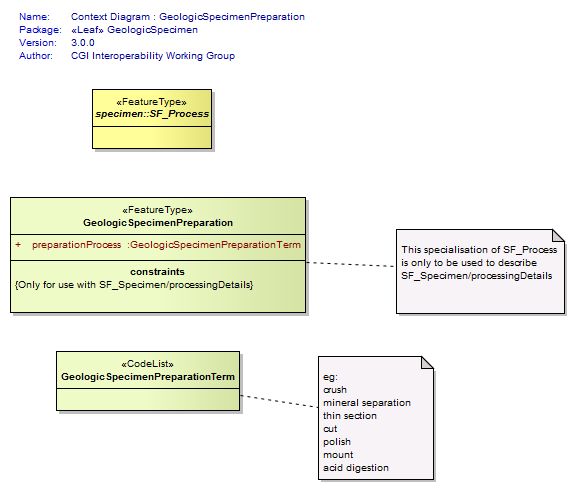 Name: Context Diagram : GeologicSpecimenPreparation
Package: «Leaf» GeologicSpecimen
Version: 3.0.0
Author: CGI Interoperability Working Group
«FeatureType»
specimen::SF_Process
«FeatureType»
GeologicSpecimenPreparation
+ preparationProcess :GeologicSpecimenPreparationTerm
constraints
{Only for use with SF_Specimen/processingDetails}
This specialisation of SF_Process
is only to be used to describe
SF_Specimen/processingDetails
«CodeList»
GeologicSpecimenPreparationTerm
eg:
crush
mineral separation
thin section
cut
polish
mount
acid digestion